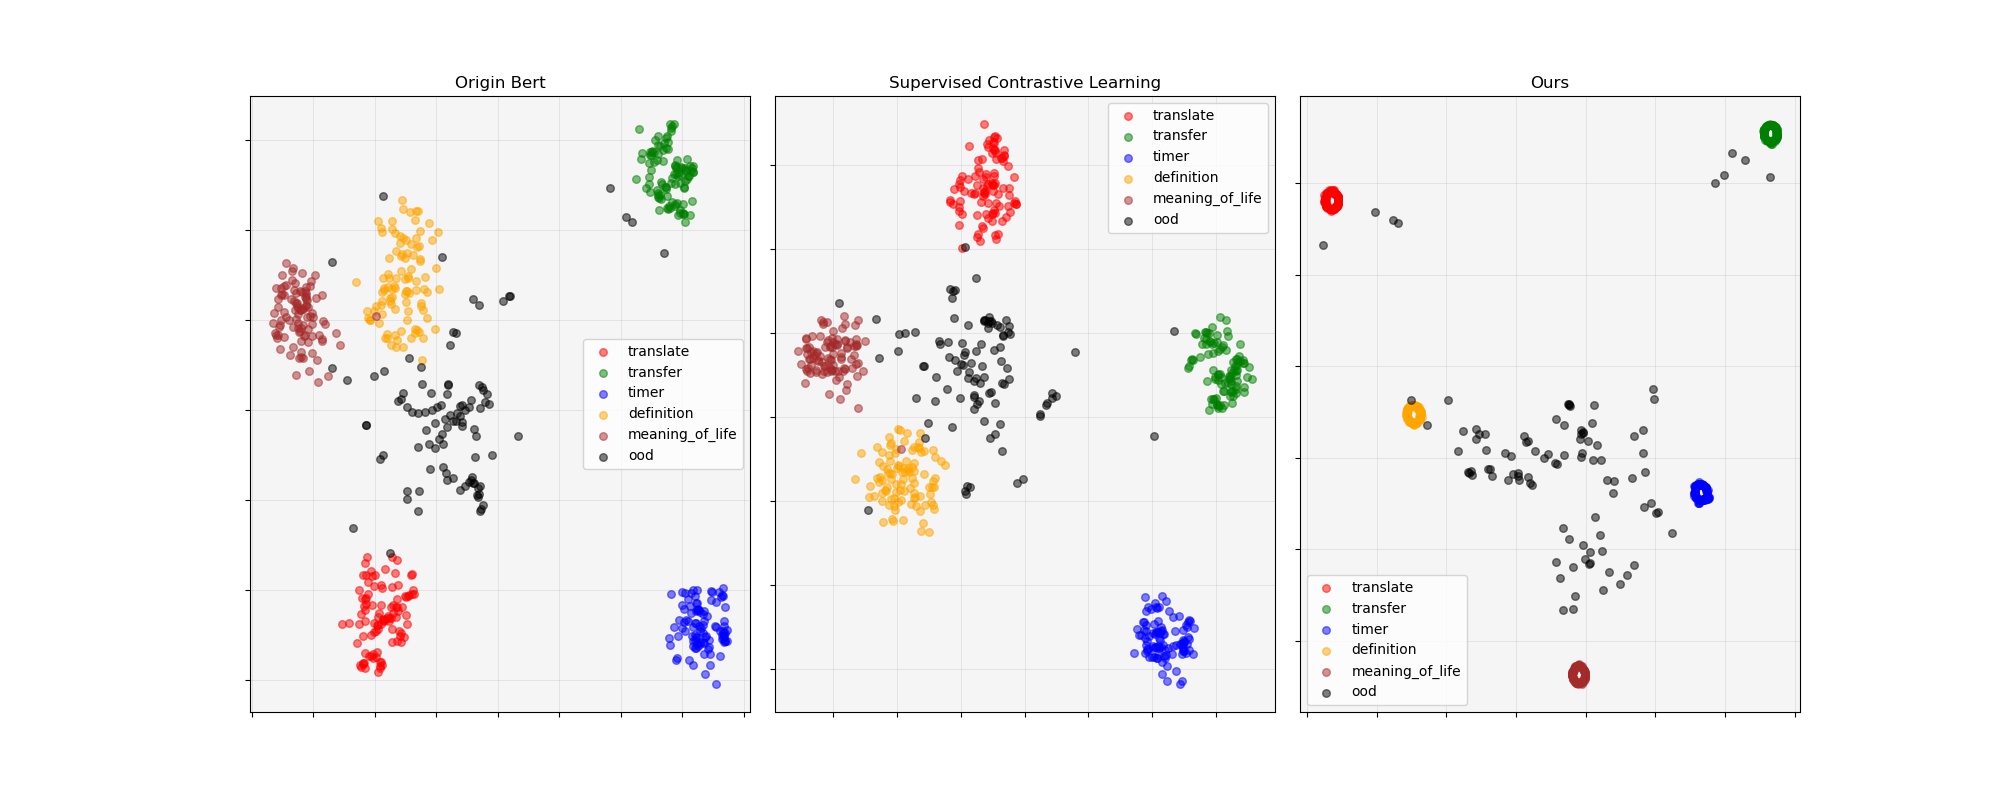 Origin Bert
translate
transfer
timer
definition
meaning_of_life
ood
Supervised Contrastive Learning
translate
transfer
timer
definition
meaning_of_life
ood
Ours
translate
transfer
timer
definition
meaning_of_life
ood